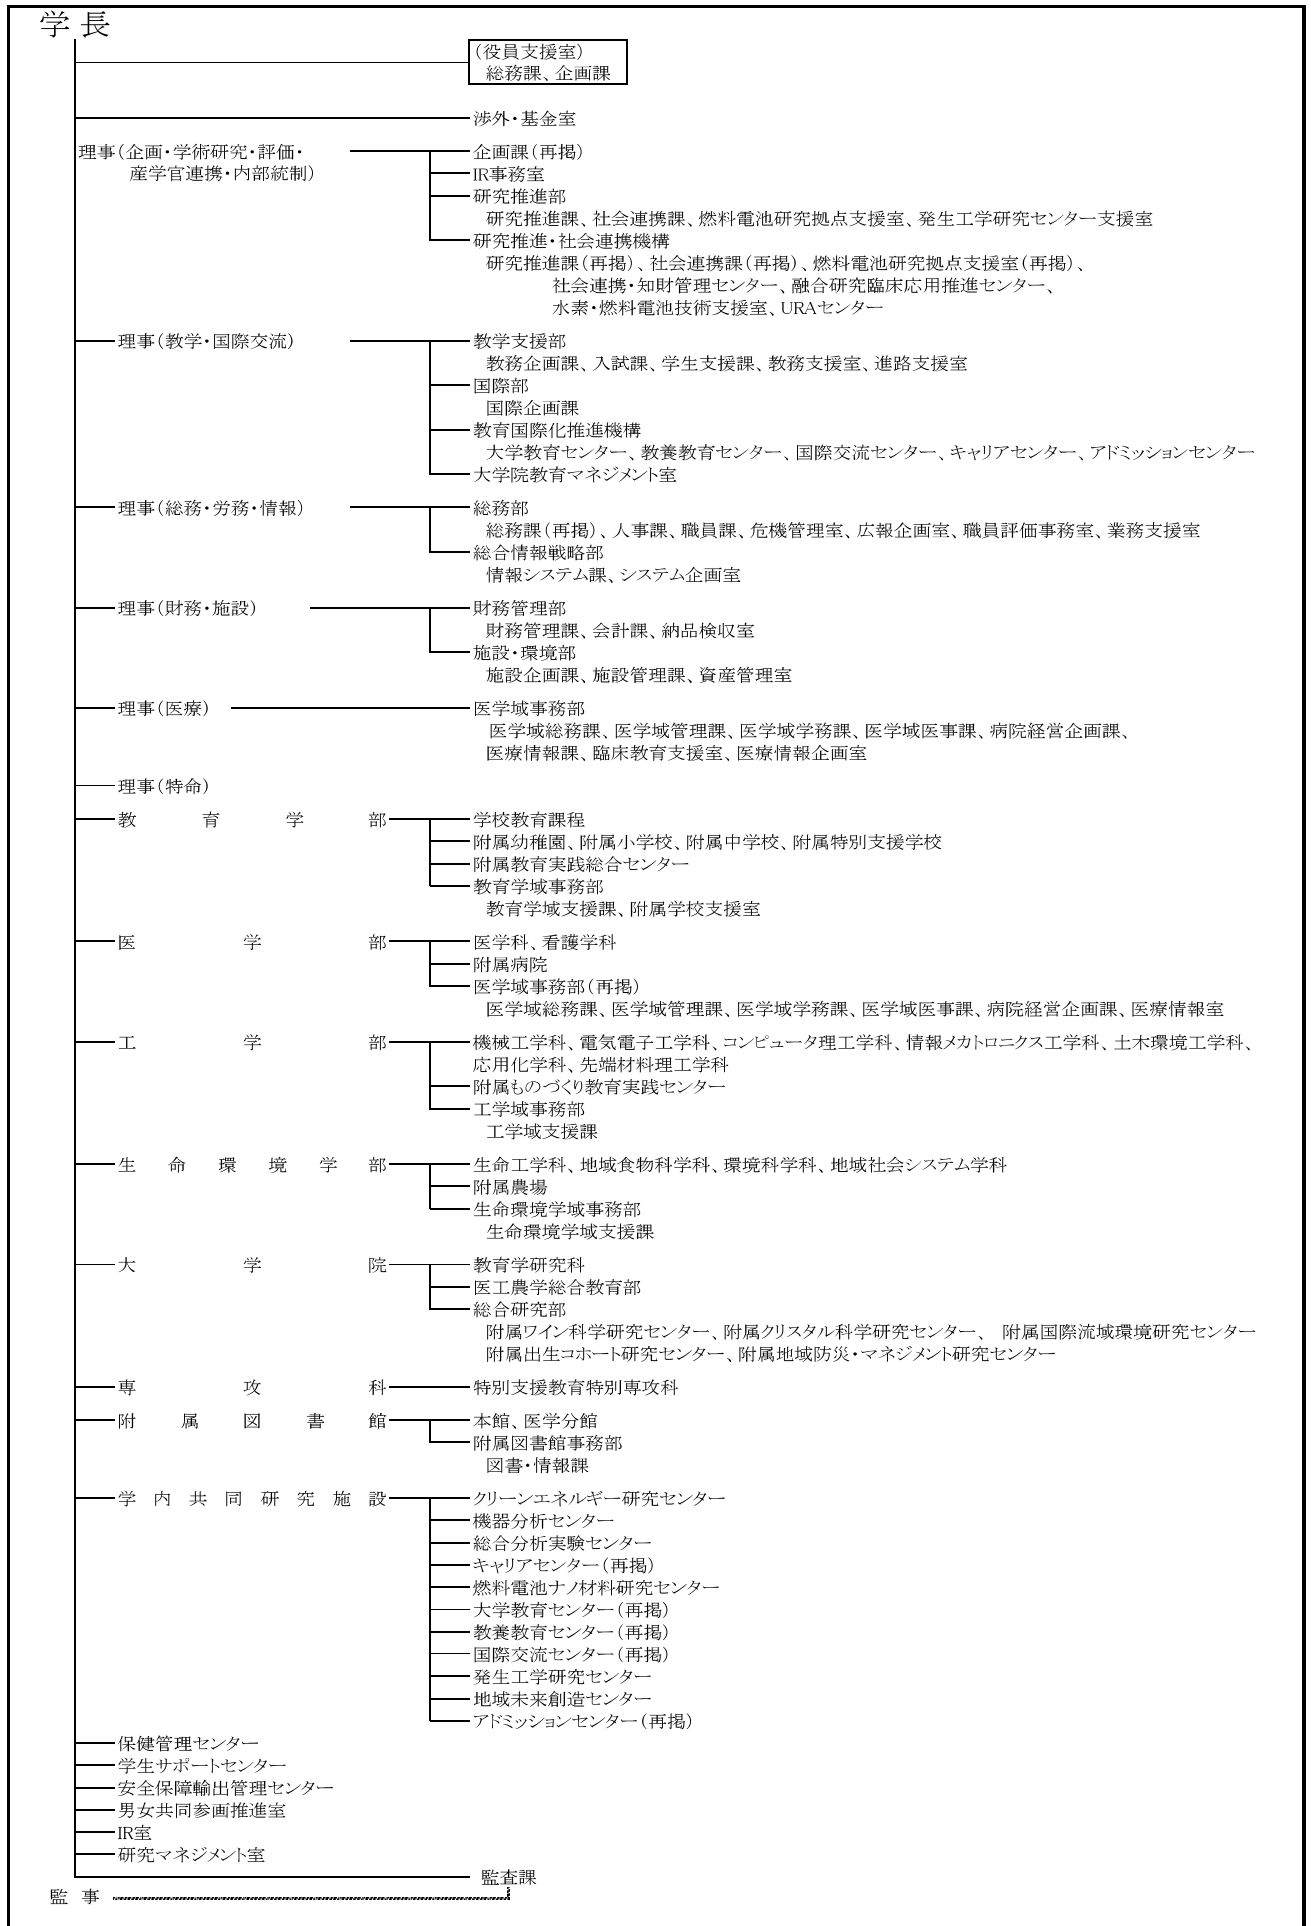 学 長
（役員支援室）
総務課、企画課
渉外・基金室
理事（企画・学術研究・評価・
産学官連携・内部統制）
企画課（再掲）
IR事務室
研究推進部
研究推進課、社会連携課、燃料電池研究拠点支援室、発生工学研究センター支援室
研究推進・社会連携機構
研究推進課（再掲）、社会連携課（再掲）、燃料電池研究拠点支援室（再掲）、
社会連携・知財管理センター、融合研究臨床応用推進センター、
水素・燃料電池技術支援室、URAセンター
理事（教学・国際交流）
教学支援部
教務企画課、入試課、学生支援課、教務支援室、進路支援室
国際部
国際企画課
教育国際化推進機構
大学教育センター、教養教育センター、国際交流センター、キャリアセンター、アドミッションセンター
大学院教育マネジメント室
理事（総務・労務・情報）
総務部
総務課（再掲）、人事課、職員課、危機管理室、広報企画室、職員評価事務室、業務支援室
総合情報戦略部
情報システム課、システム企画室
理事（財務・施設）
財務管理部
財務管理課、会計課、納品検収室
施設・環境部
施設企画課、施設管理課、資産管理室
理事（医療）
医学域事務部
医学域総務課、医学域管理課、医学域学務課、医学域医事課、病院経営企画課、
医療情報課、臨床教育支援室、医療情報企画室
理事（特命）
教 育 学 部
学校教育課程
附属幼稚園、附属小学校、附属中学校、附属特別支援学校
附属教育実践総合センター
教育学域事務部
教育学域支援課、附属学校支援室
医 学 部
医学科、看護学科
附属病院
医学域事務部（再掲）
医学域総務課、医学域管理課、医学域学務課、医学域医事課、病院経営企画課、医療情報室
工 学 部
機械工学科、電気電子工学科、コンピュータ理工学科、情報メカトロニクス工学科、土木環境工学科、
応用化学科、先端材料理工学科
附属ものづくり教育実践センター
工学域事務部
工学域支援課
生 命 環 境 学 部
生命工学科、地域食物科学科、環境科学科、地域社会システム学科
附属農場
生命環境学域事務部
生命環境学域支援課
大 学 院
教育学研究科
医工農学総合教育部
総合研究部
附属ワイン科学研究センター、附属クリスタル科学研究センター、 附属国際流域環境研究センター
附属出生コホート研究センター、附属地域防災・マネジメント研究センター
専 攻 科
特別支援教育特別専攻科
附 属 図 書 館
本館、医学分館
附属図書館事務部
図書・情報課
学 内 共 同 研 究 施 設
クリーンエネルギー研究センター
機器分析センター
総合分析実験センター
キャリアセンター（再掲）
燃料電池ナノ材料研究センター
大学教育センター（再掲）
教養教育センター（再掲）
国際交流センター（再掲）
発生工学研究センター
地域未来創造センター
アドミッションセンター（再掲）
保健管理センター
学生サポートセンター
安全保障輸出管理センター
男女共同参画推進室
IR室
研究マネジメント室
監査課
監 事